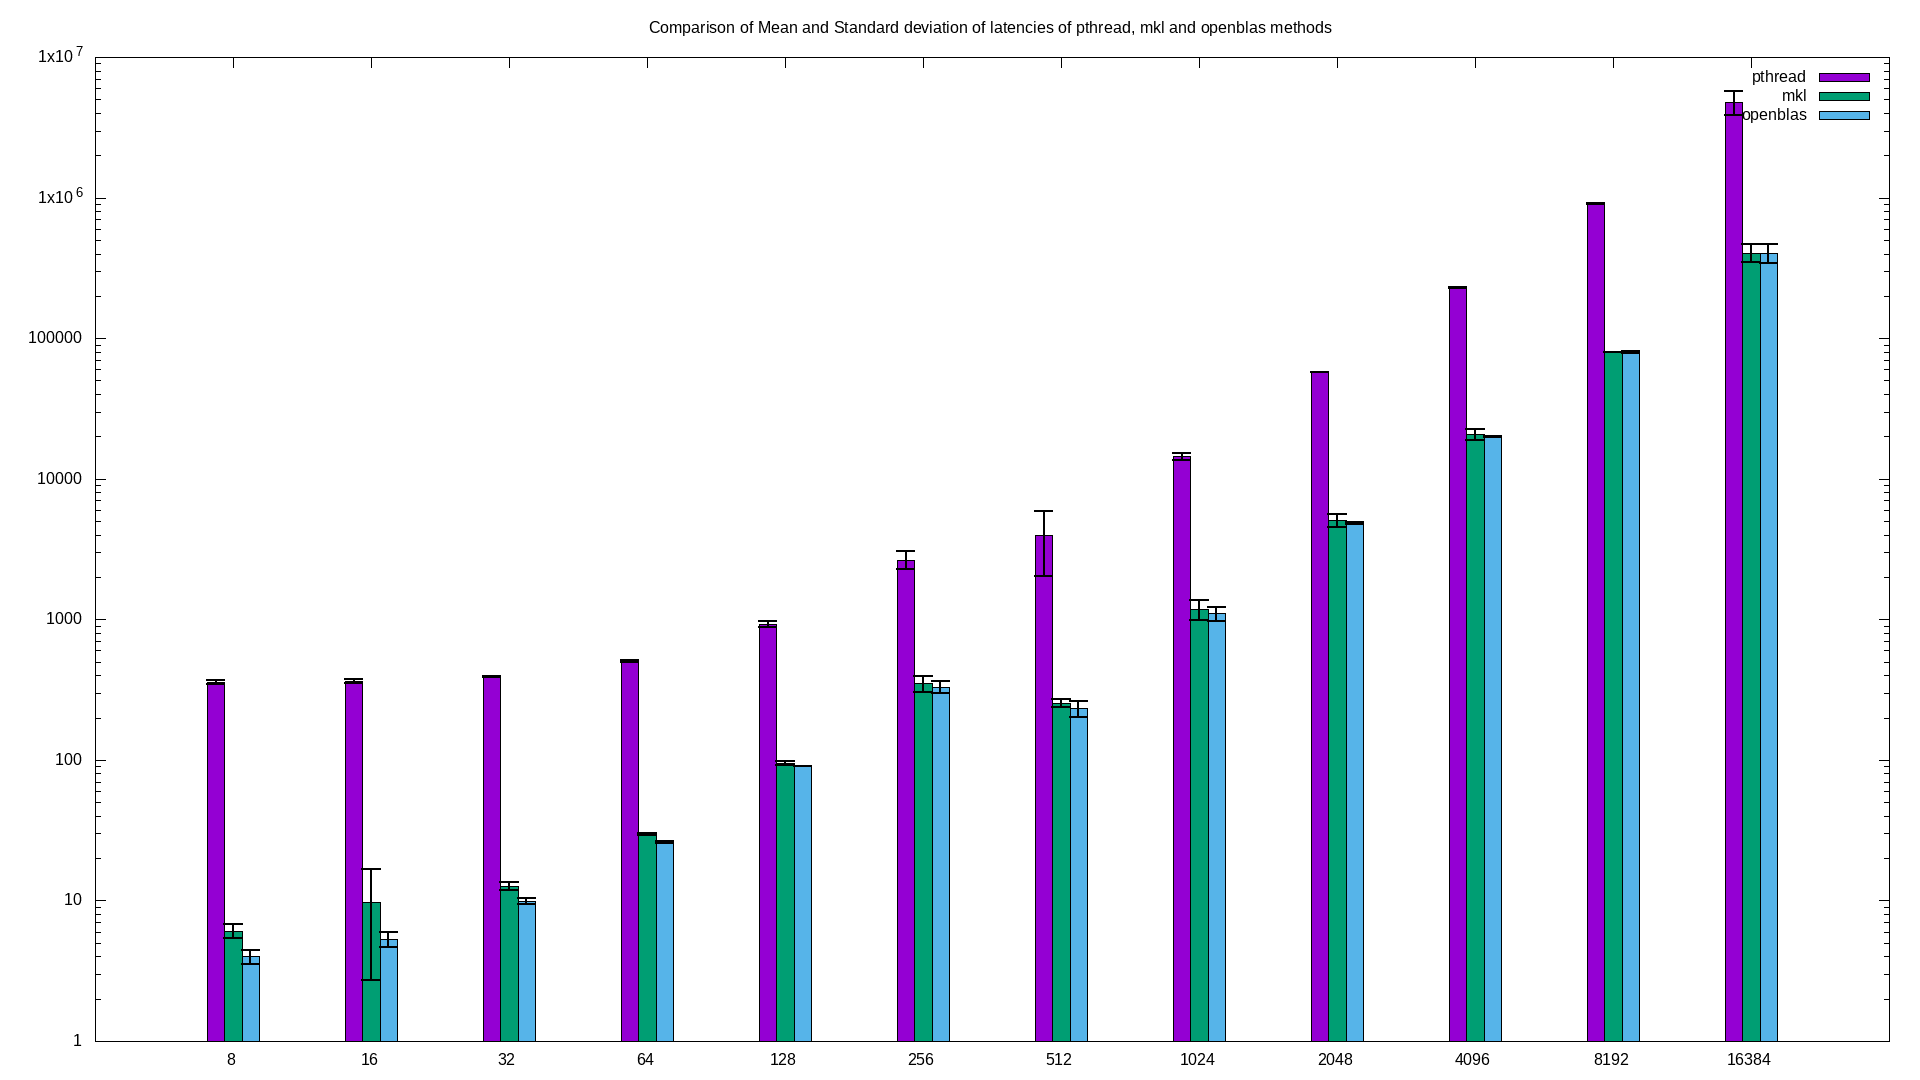 Comparison of Mean and Standard deviation of latencies of pthread, mkl and openblas methods
1x10^7
1x10^6
100000
10000
1000
100
10
1
pthread
mkl
openblas
8 16 32 64 128 256 512 1024 2048 4096 8192 16384